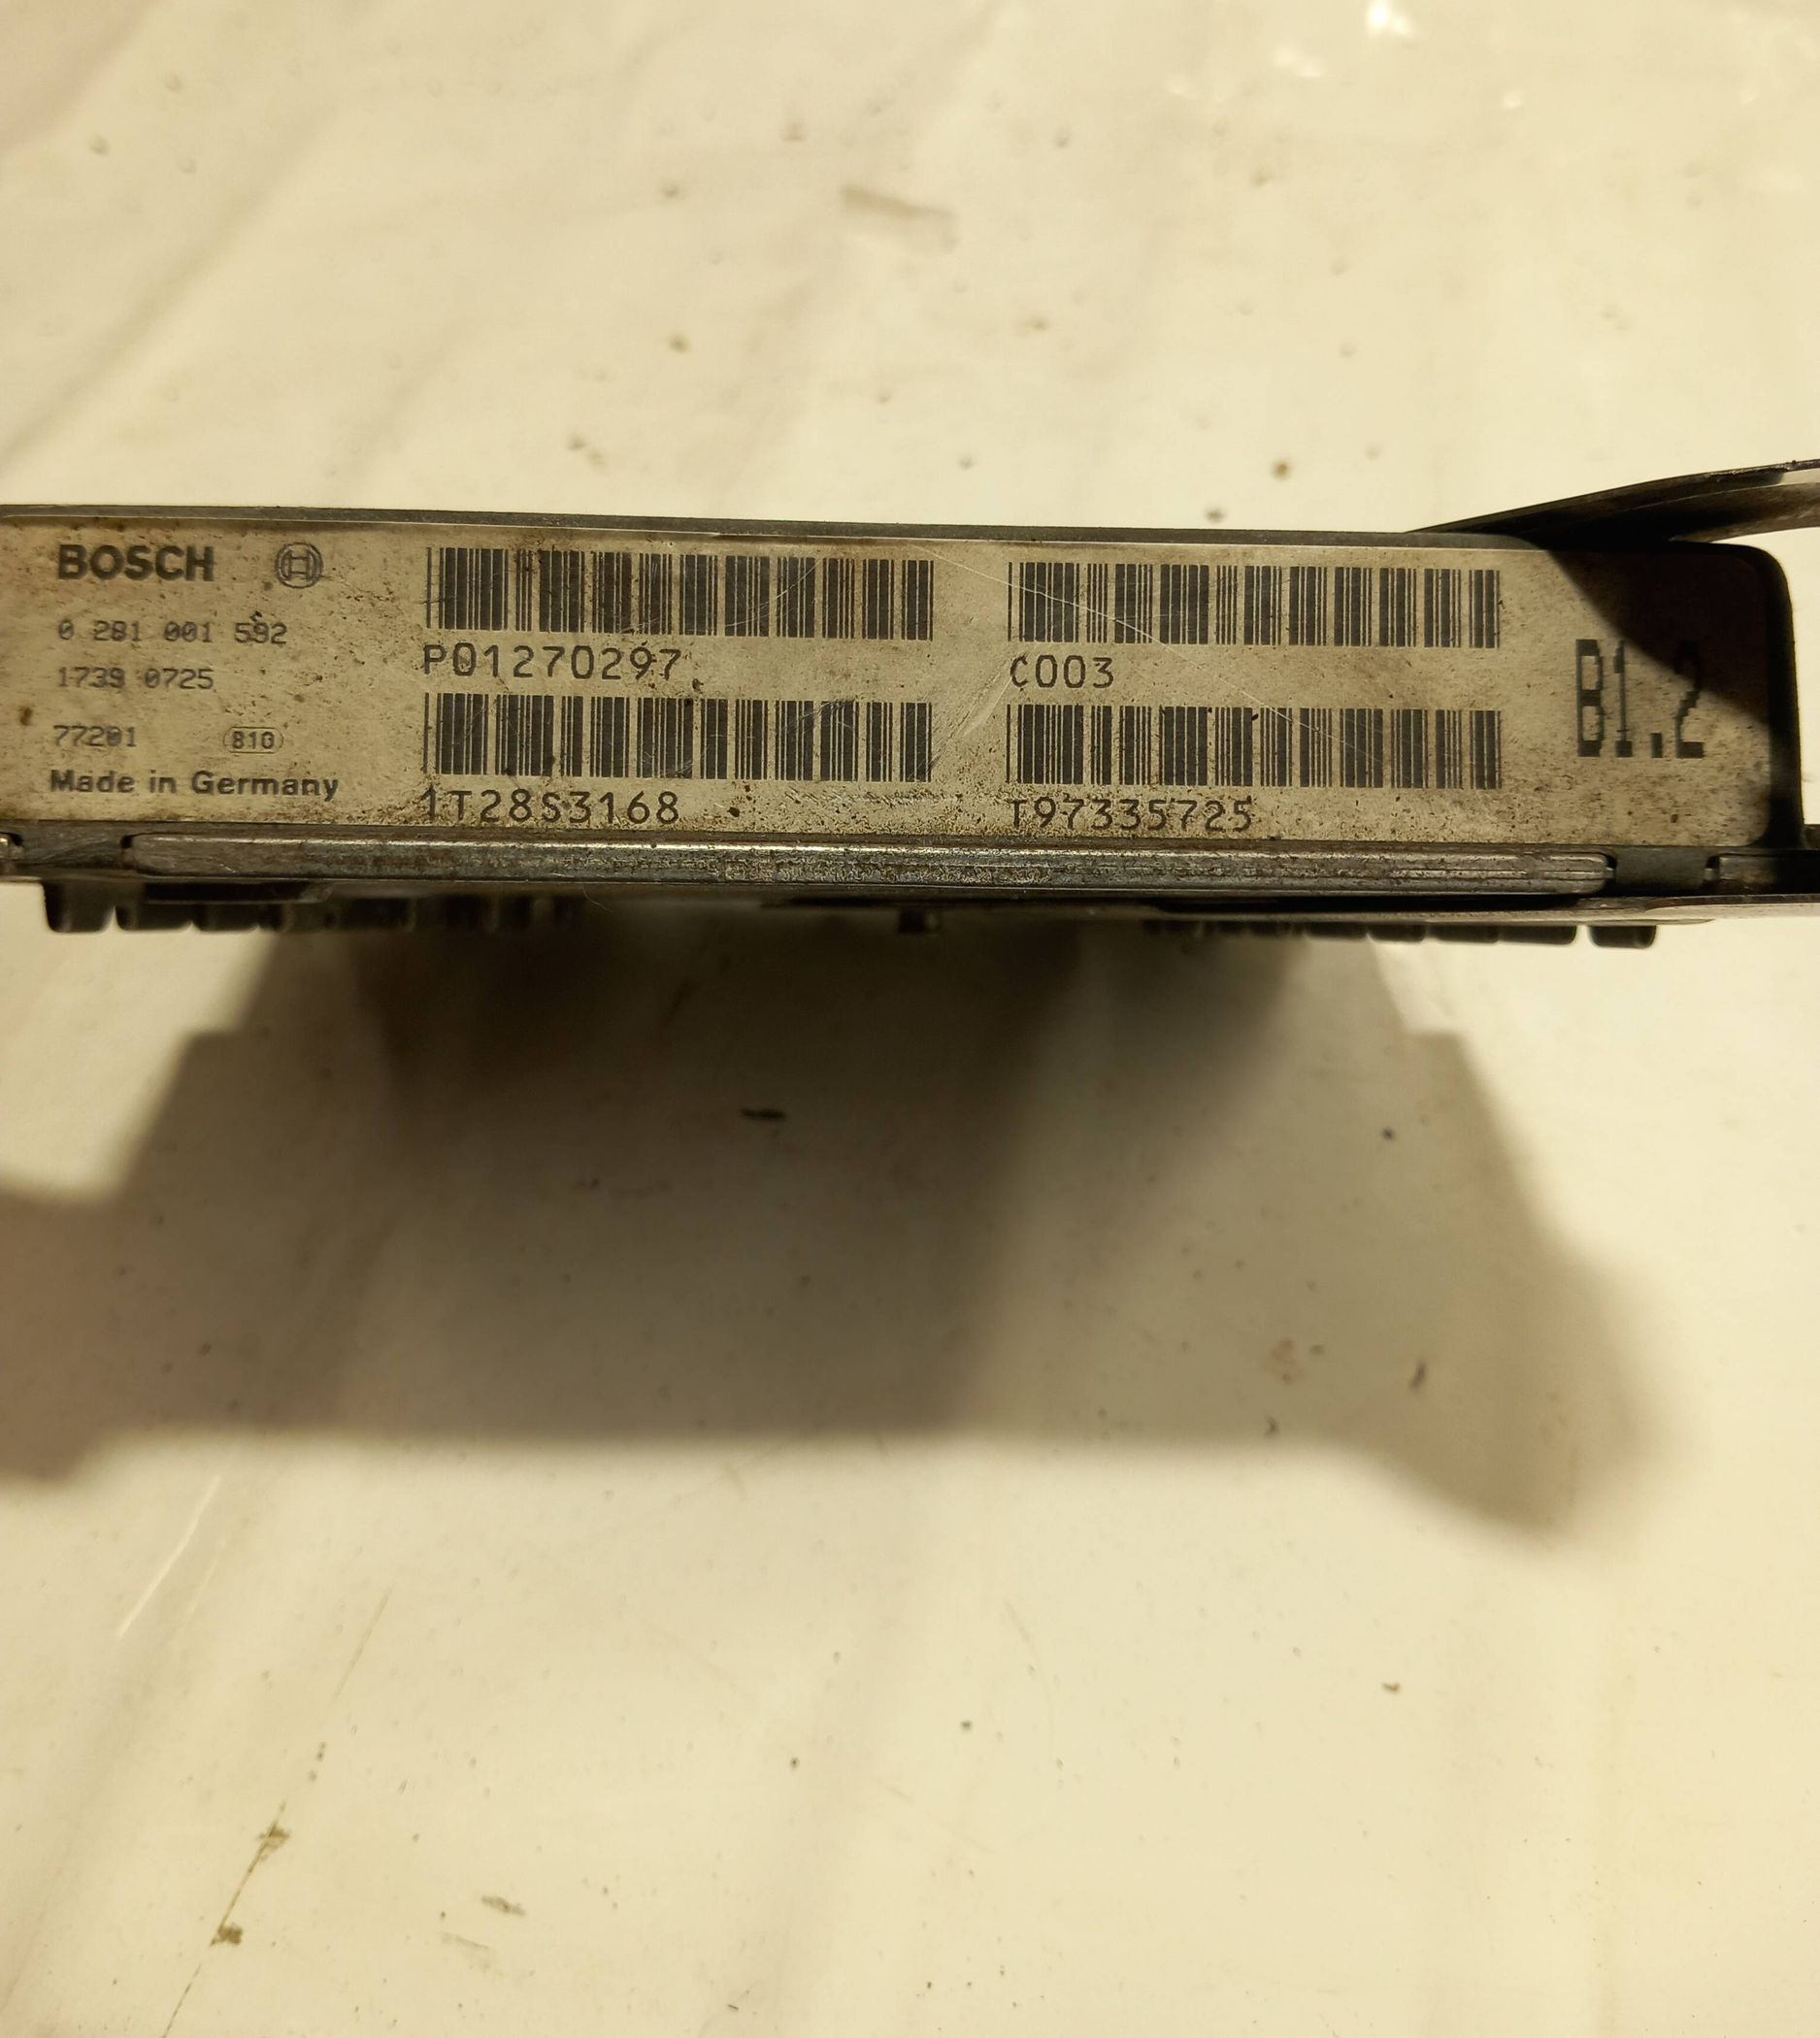 BOSCH
0 281 001 592
1739 0725
77201 B10
Made in Germany
P01270297
1T28S3168
C003
T97335725
B1.2